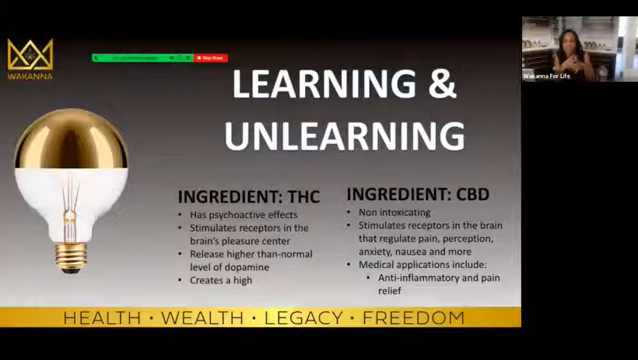 WAKANNA
Stop Share
LEARNING &
UNLEARNING
INGREDIENT: THC
• Has psychoactive effects
• Stimulates receptors in the
brain's pleasure center
• Release higher than-normal
level of dopamine
• Creates a high
INGREDIENT: CBD
• Non intoxicating
• Stimulates receptors in the brain
that regulate pain, perception,
anxiety, nausea and more
• Medical applications include:
• Anti-inflammatory and pain
relief
HEALTH • WEALTH • LEGACY • FREEDOM
Wakanna For Life